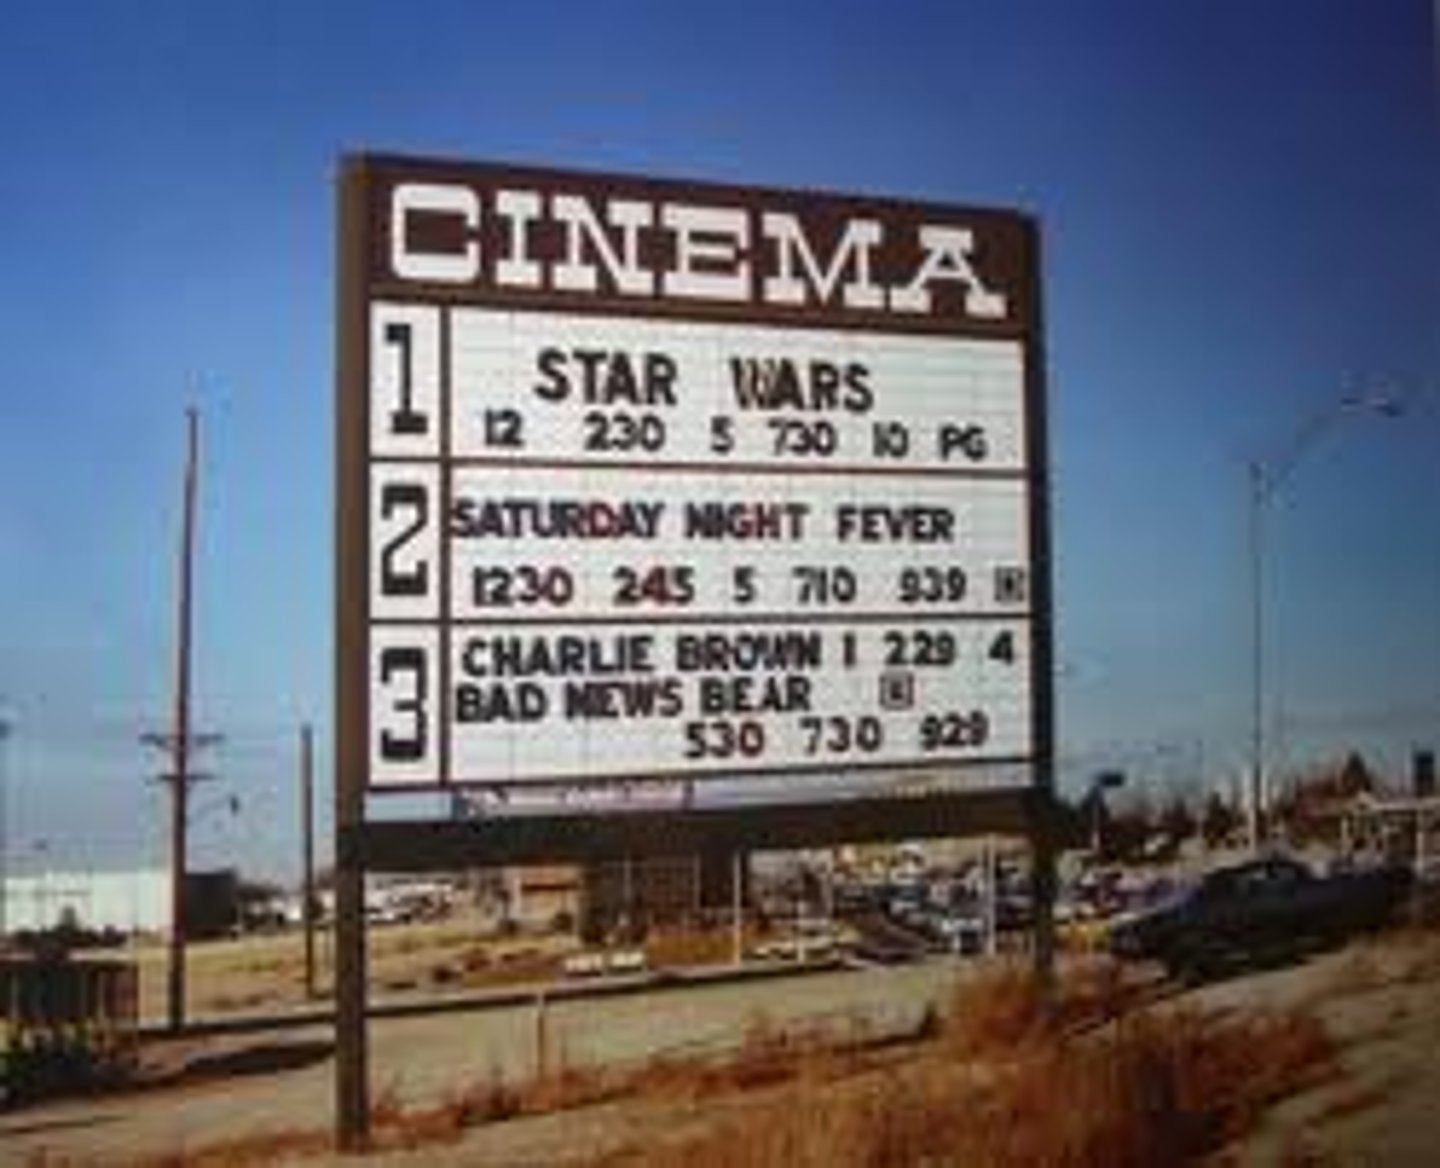 CINEMA
1
STAR WARS
12 230 5 730 10 PG
2
SATURDAY NIGHT FEVER
1230 245 5 710 939 R
3
CHARLIE BROWN 1 229 4
BAD NEWS BEAR R
530 730 929